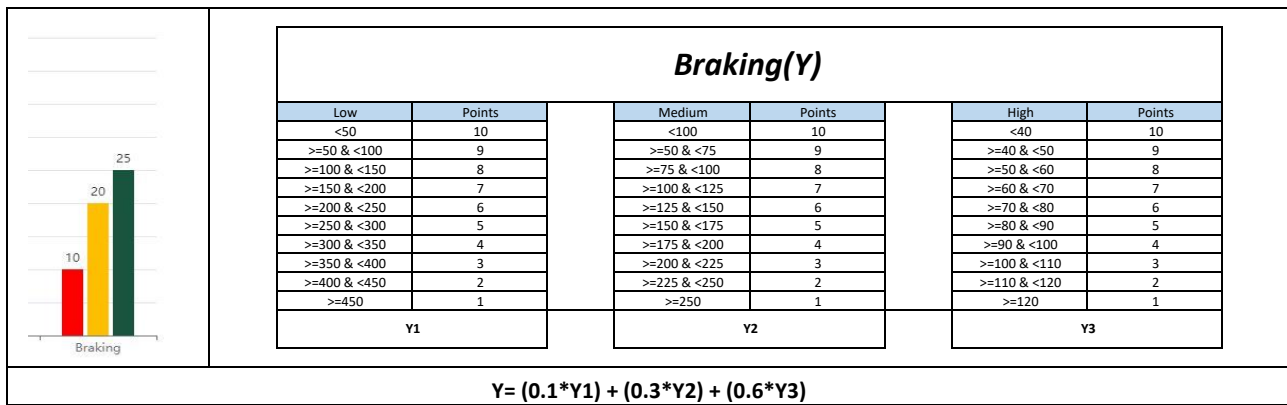 Braking(Y)
Low Points Medium Points High Points
<50 10 <100 10 <40 10
>=50 & <100 9 >=50 & <75 9 >=40 & <50 9
>=100 & <150 8 >=75 & <100 8 >=50 & <60 8
>=150 & <200 7 >=100 & <125 7 >=60 & <70 7
>=200 & <250 6 >=125 & <150 6 >=70 & <80 6
>=250 & <300 5 >=150 & <175 5 >=80 & <90 5
>=300 & <350 4 >=175 & <200 4 >=90 & <100 4
>=350 & <400 3 >=200 & <225 3 >=100 & <110 3
>=400 & <450 2 >=225 & <250 2 >=110 & <120 2
>=450 1 >=250 1 >=120 1
Y1 Y2 Y3
25
20
10
Braking
Y= (0.1*Y1) + (0.3*Y2) + (0.6*Y3)